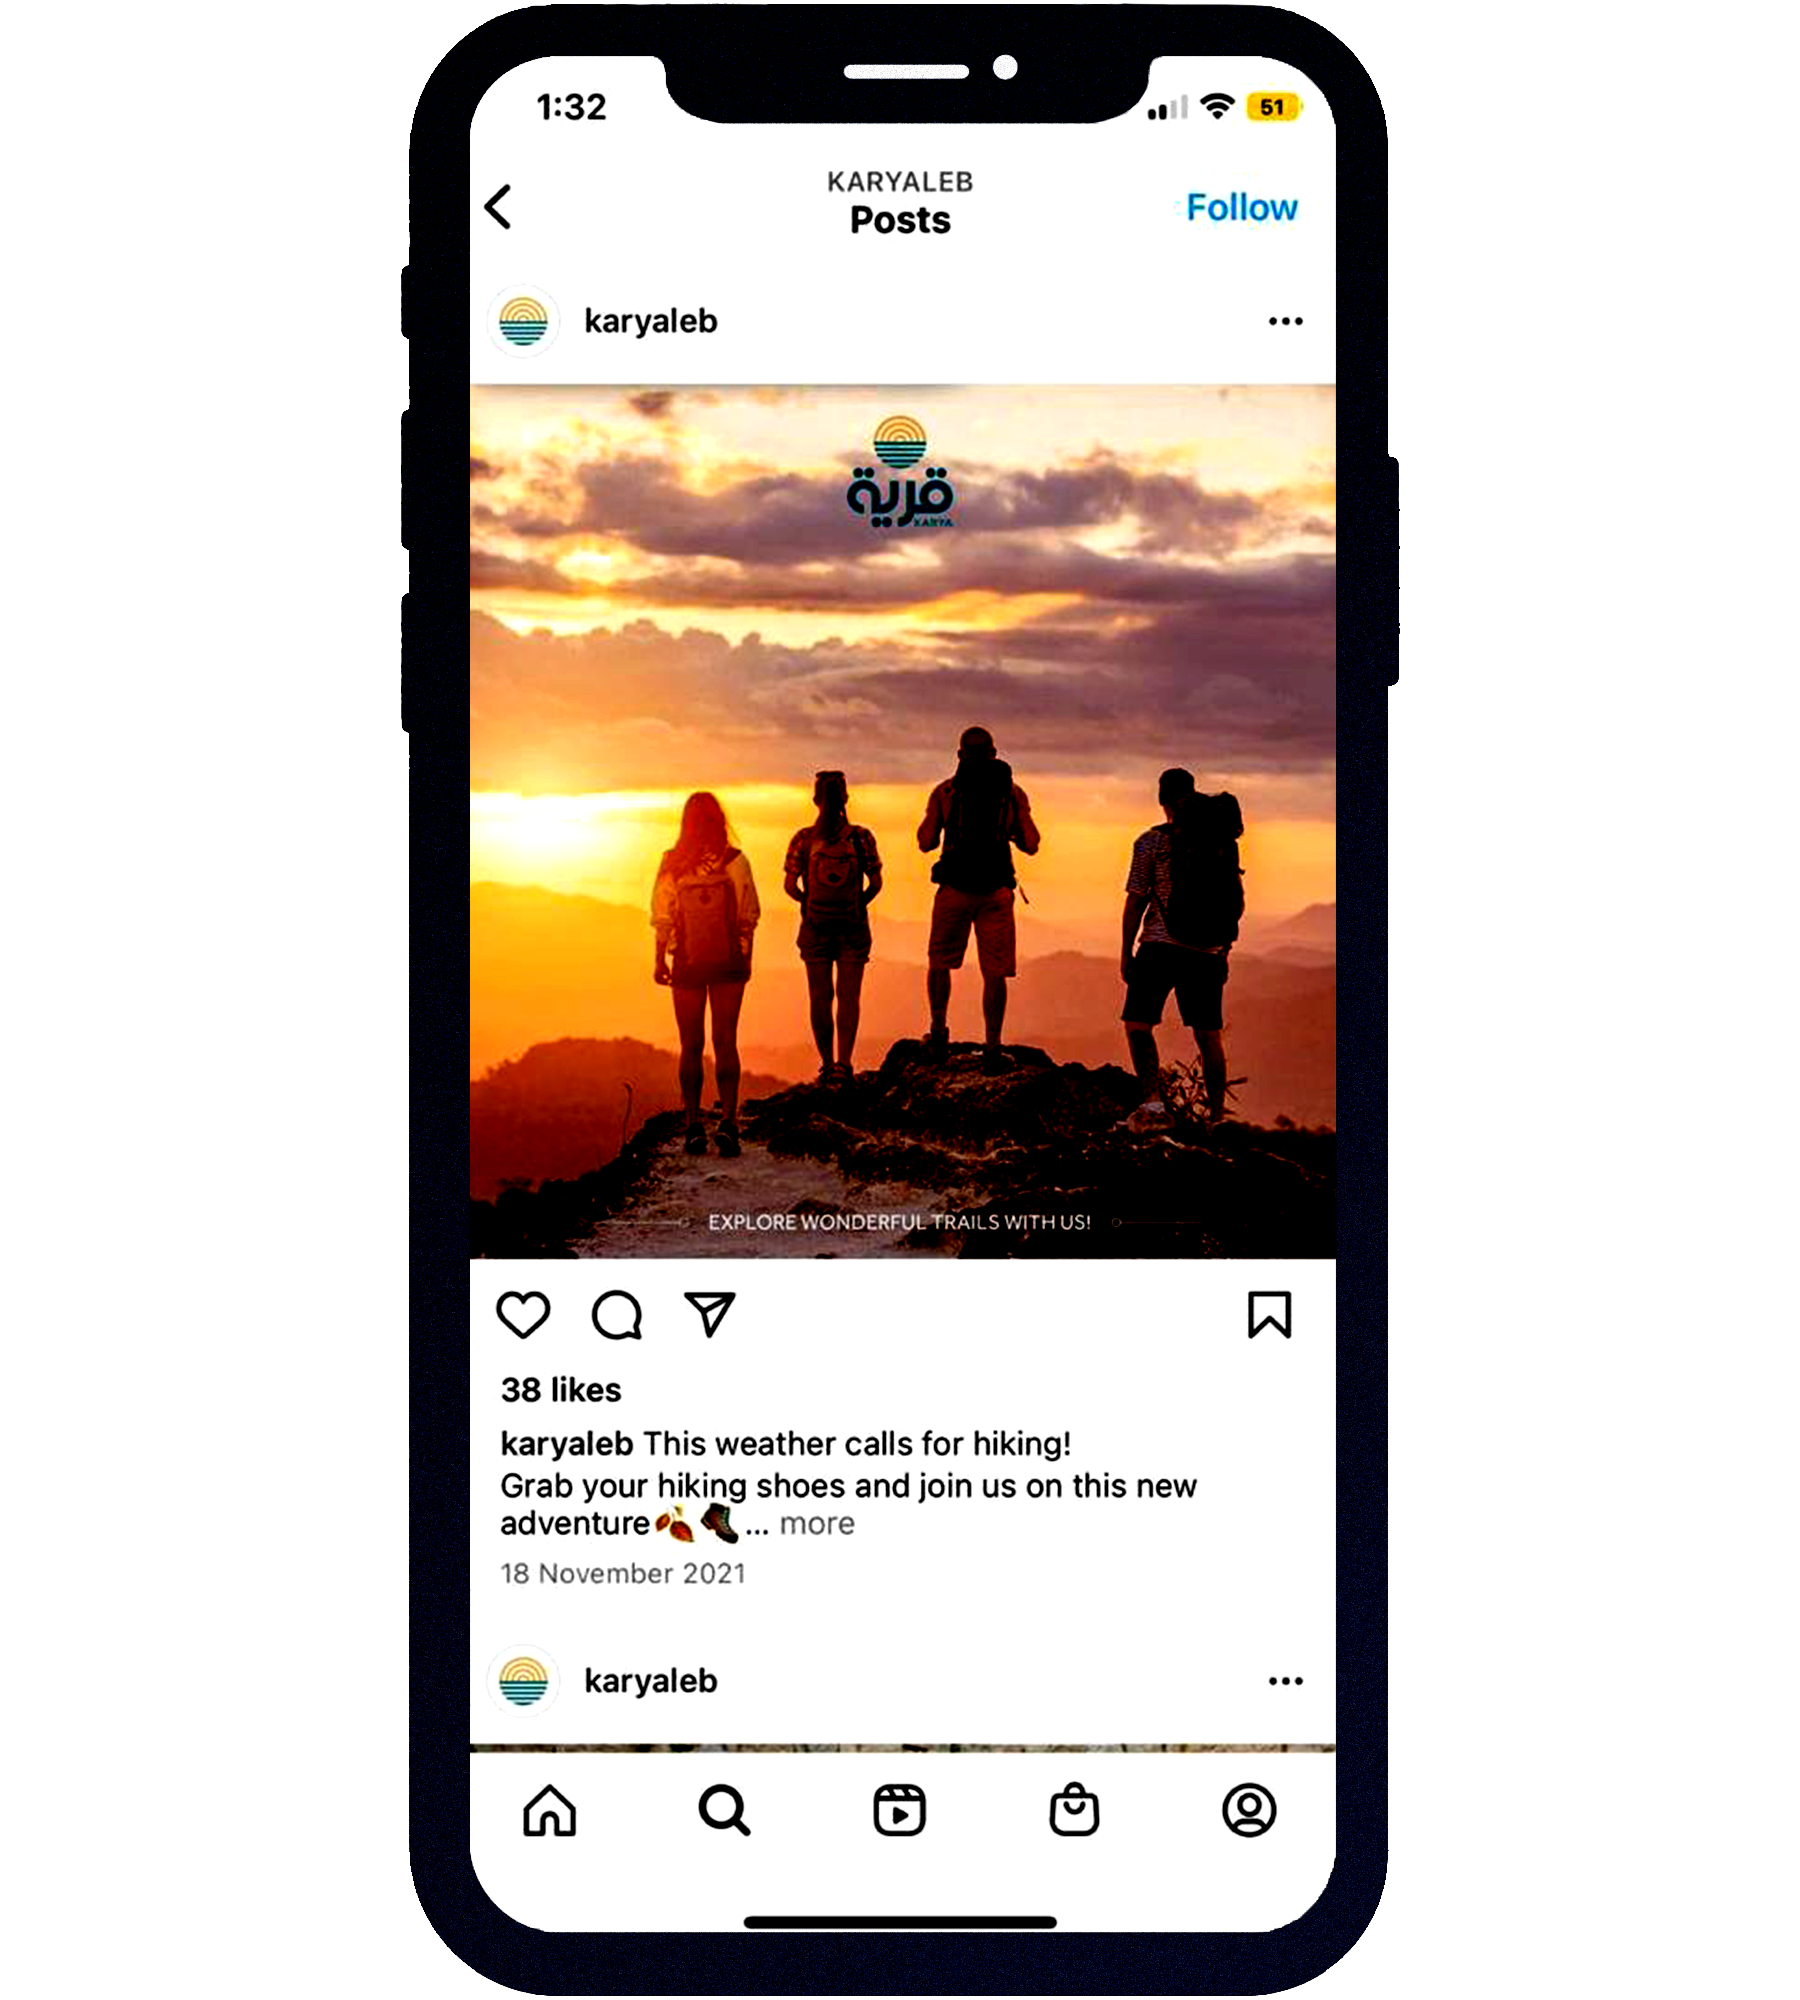 1:32
51
KARYALEB
Posts
Follow
karyaleb
قرية
KARYA
EXPLORE WONDERFUL TRAILS WITH US!
38 likes
karyaleb This weather calls for hiking!
Grab your hiking shoes and join us on this new
adventure🍂🥾... more
18 November 2021
karyaleb